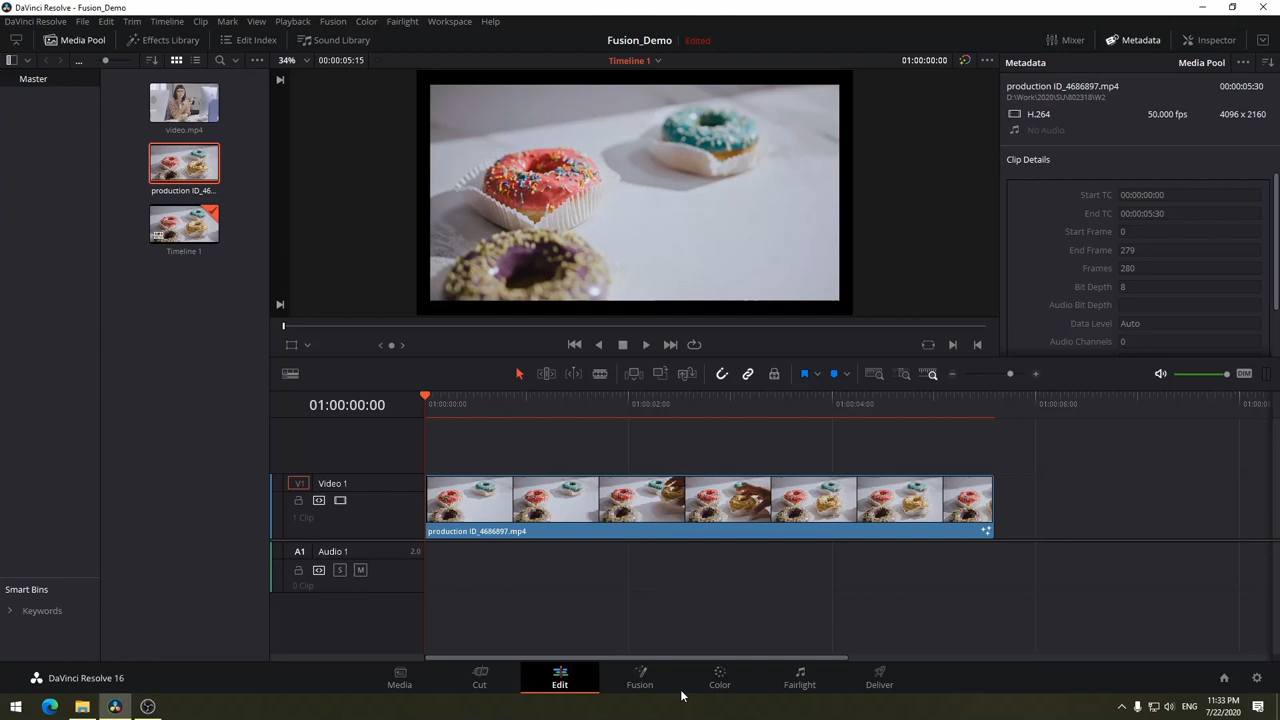 DaVinci Resolve - Fusion_Demo
DaVinci Resolve File Edit Trim Timeline Clip Mark View Playback Fusion Color Fairlight Workspace Help
Media Pool Effects Library Edit Index Sound Library
Fusion_Demo Edited
Mixer Metadata Inspector
... 34% 00:00:05:15 Timeline 1 01:00:00:00
Metadata Media Pool
Master
video.mp4
production ID_46...
Timeline 1
production ID_4686897.mp4 00:00:05:30
D:\Work\2020\SU\802318\W2
H.264 50.000 fps 4096 x 2160
No Audio
Clip Details
Start TC 00:00:00:00
End TC 00:00:05:30
Start Frame 0
End Frame 279
Frames 280
Bit Depth 8
Audio Bit Depth
Data Level Auto
Audio Channels 0
DIM
01:00:00:00
01:00:00:00 01:00:02:00 01:00:04:00 01:00:06:00 01:00:0
V1 Video 1
1 Clip
production ID_4686897.mp4
A1 Audio 1 2.0
S M
0 Clip
Smart Bins
Keywords
DaVinci Resolve 16
Media Cut Edit Fusion Color Fairlight Deliver
ENG 11:33 PM
7/22/2020